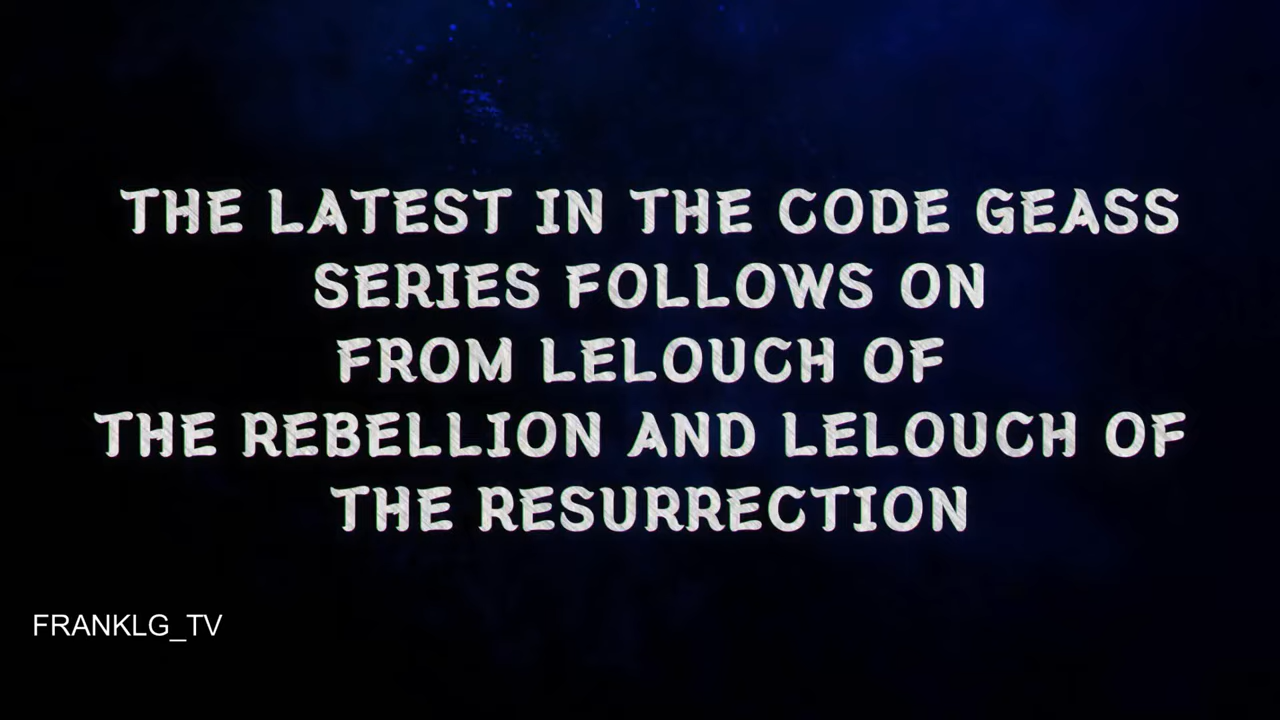 THE LATEST IN THE CODE GEASS
SERIES FOLLOWS ON
FROM LELOUCH OF
THE REBELLION AND LELOUCH OF
THE RESURRECTION
FRANKLG_TV